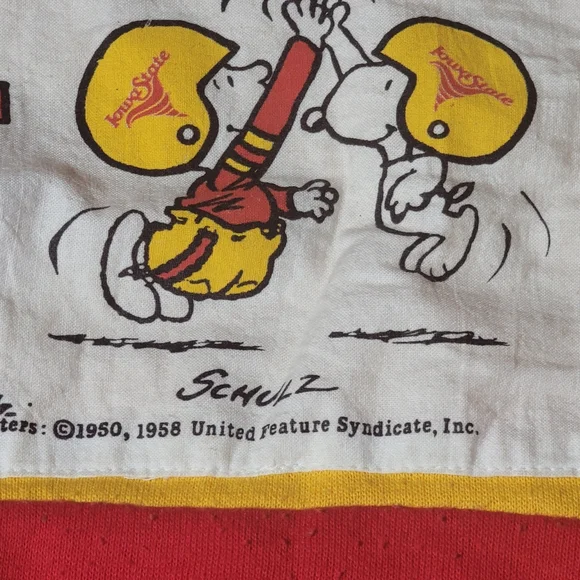 Iowa State
Iowa State
SCHULZ
ters: ©1950, 1958 United Feature Syndicate, Inc.